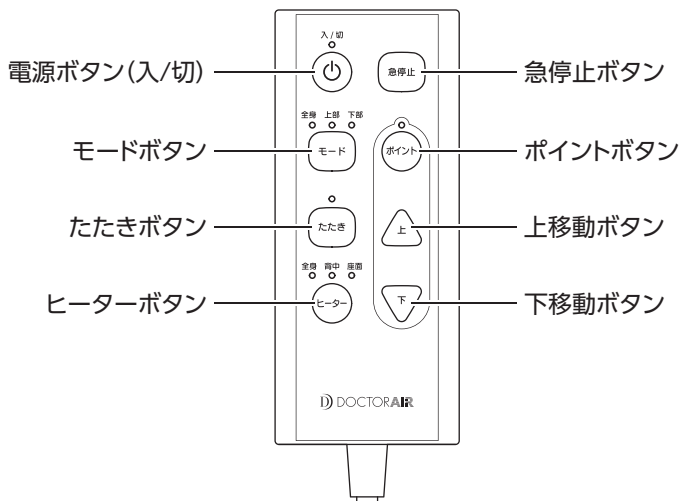 入/切
電源ボタン(入/切)
急停止
急停止ボタン
全身 上部 下部
モードボタン
モード
ポイント
ポイントボタン
たたきボタン
たたき
上
上移動ボタン
全身 背中 座面
ヒーターボタン
ヒーター
下
下移動ボタン
DOCTORAIR